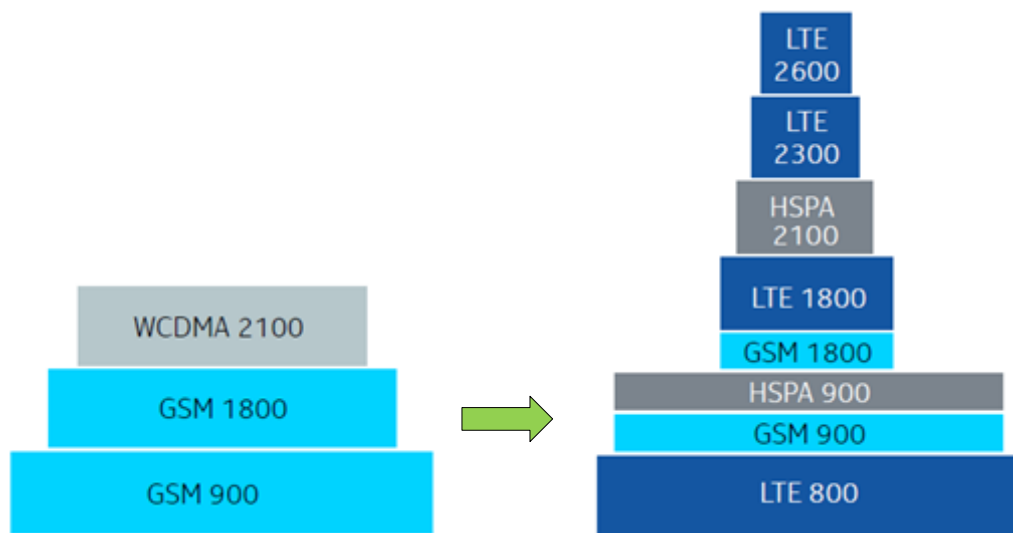 WCDMA 2100
GSM 1800
GSM 900
LTE
2600
LTE
2300
HSPA
2100
LTE 1800
GSM 1800
HSPA 900
GSM 900
LTE 800